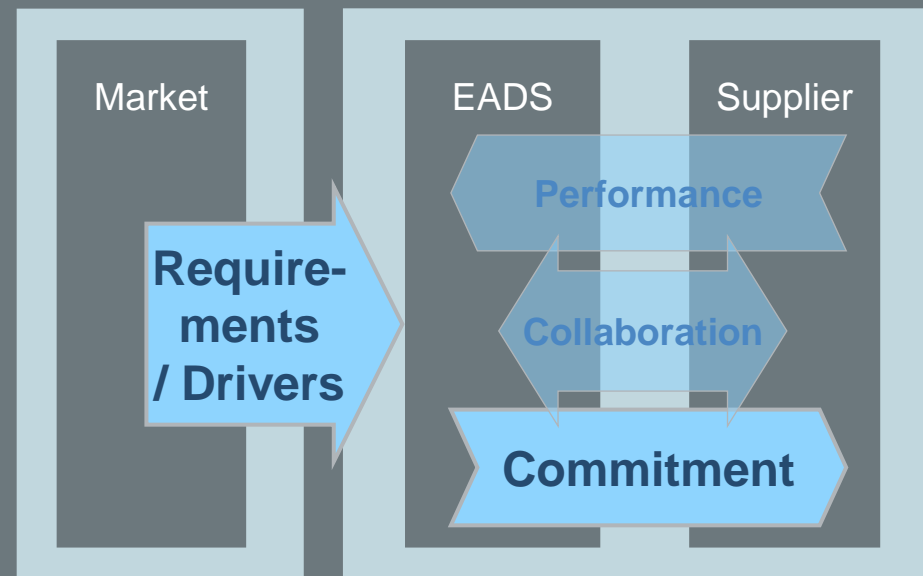 Market
EADS
Supplier
Performance
Require-
ments
/ Drivers
Collaboration
Commitment